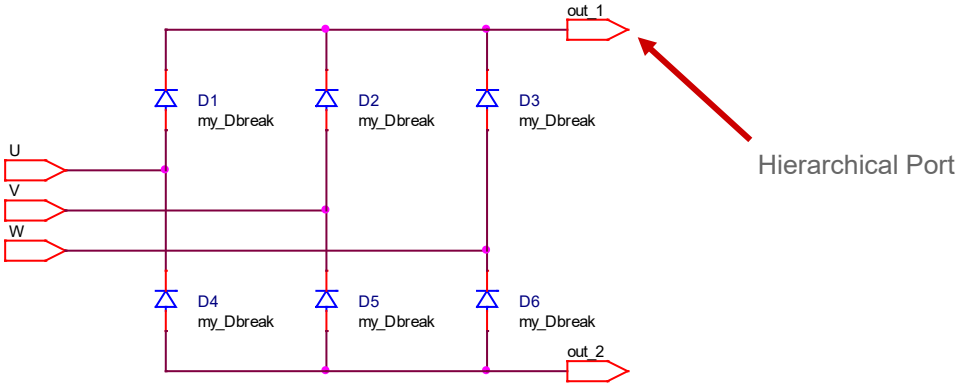 out_1
D1
my_Dbreak
D2
my_Dbreak
D3
my_Dbreak
Hierarchical Port
U
V
W
D4
my_Dbreak
D5
my_Dbreak
D6
my_Dbreak
out_2